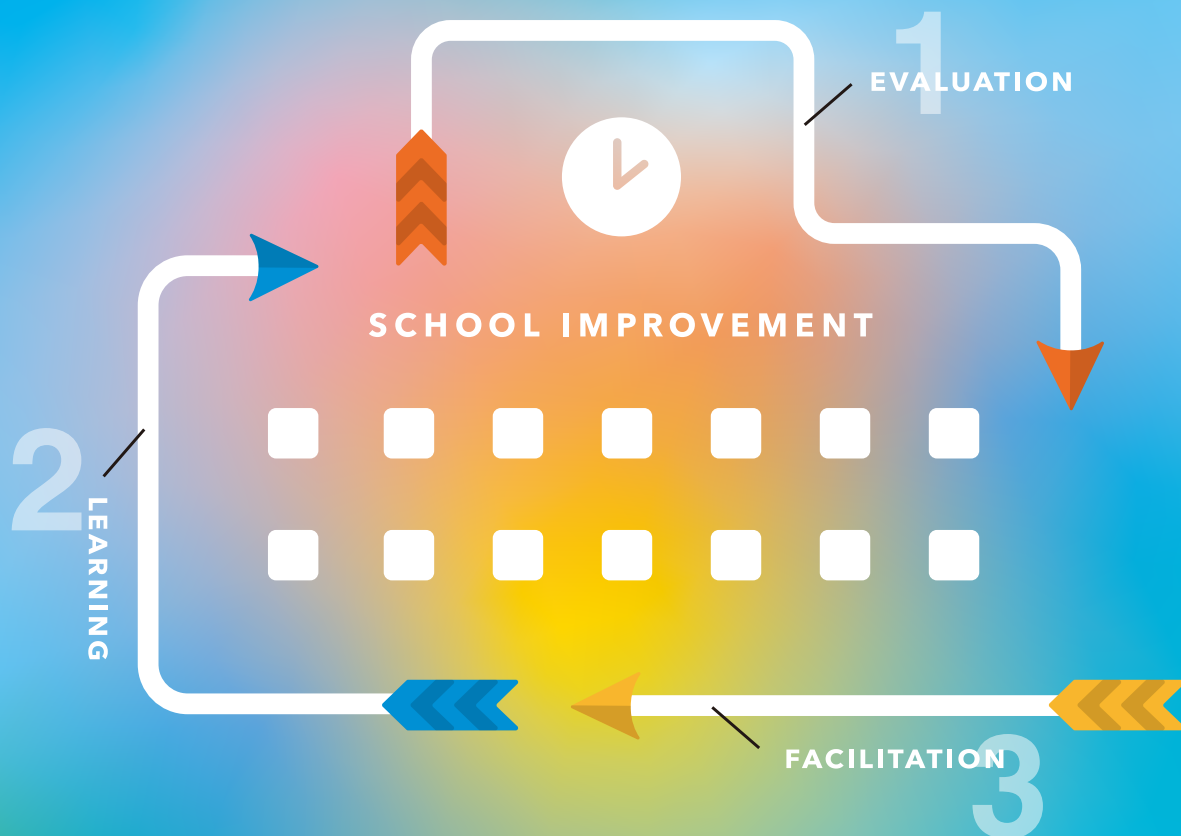 1
EVALUATION
SCHOOL IMPROVEMENT
2
LEARNING
FACILITATION
3